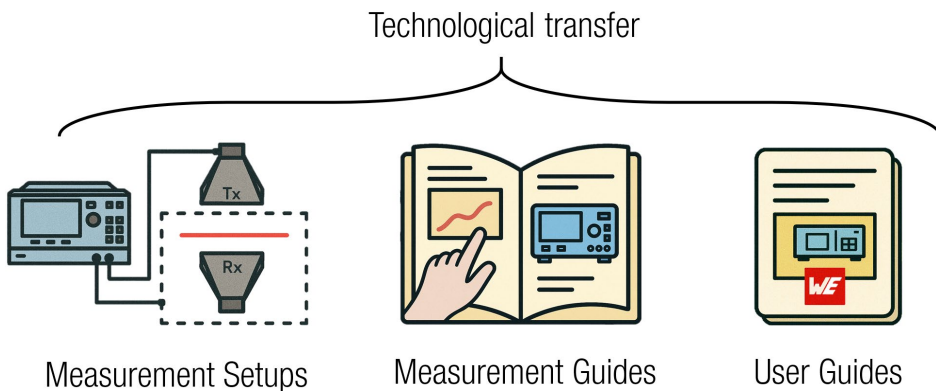 Technological transfer
Tx
Rx
WE
Measurement Setups
Measurement Guides
User Guides